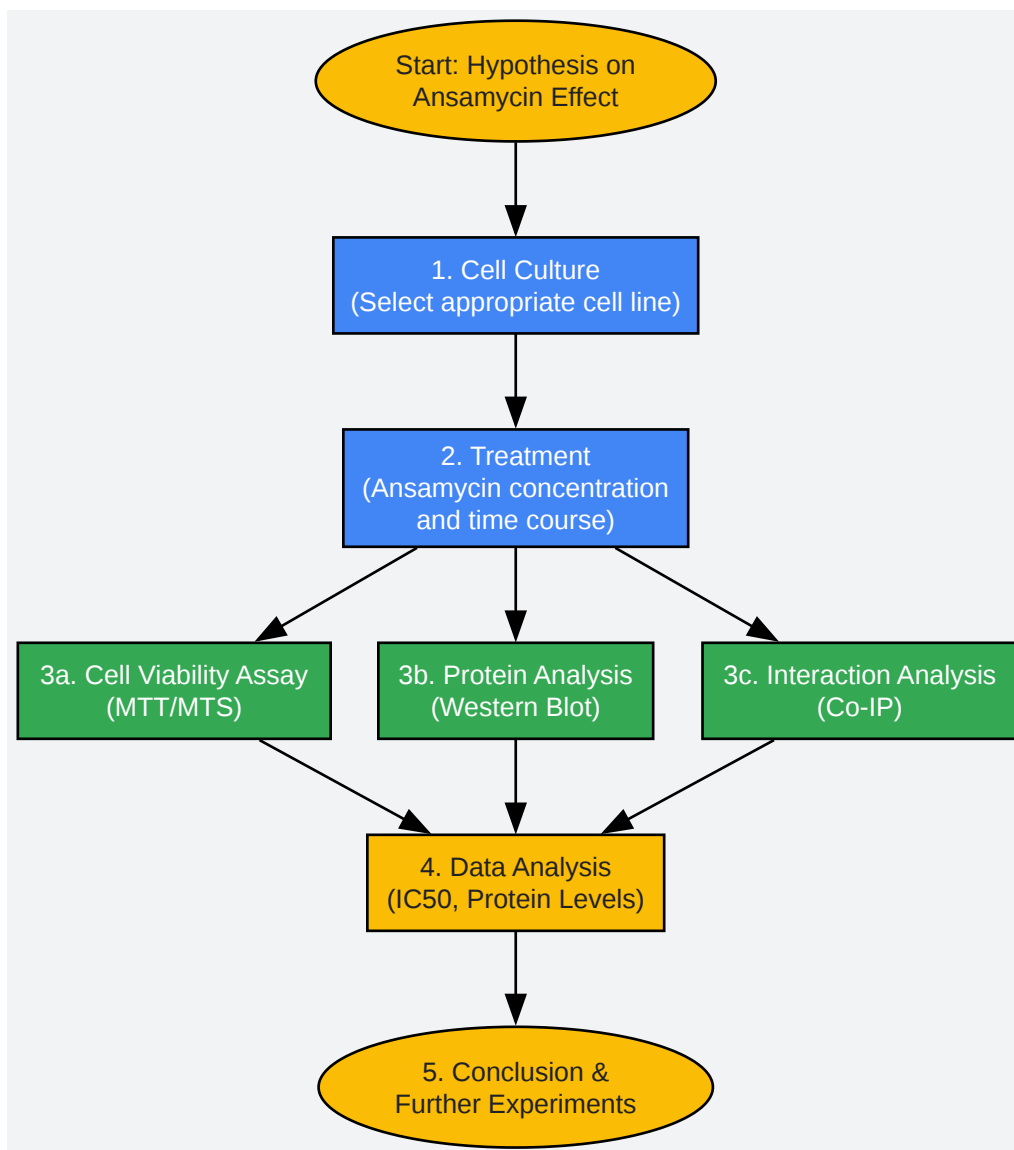 Start: Hypothesis on
Ansamycin Effect
1. Cell Culture
(Select appropriate cell line)
2. Treatment
(Ansamycin concentration
and time course)
3a. Cell Viability Assay
(MTT/MTS)
3b. Protein Analysis
(Western Blot)
3c. Interaction Analysis
(Co-IP)
4. Data Analysis
(IC50, Protein Levels)
5. Conclusion &
Further Experiments